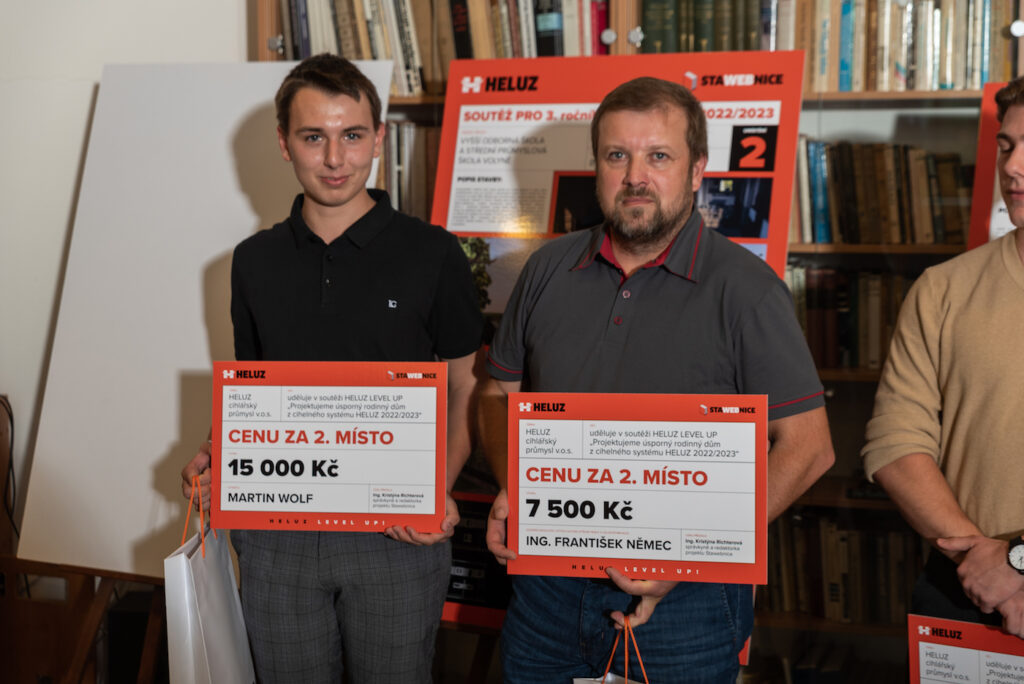 HELUZ
STAWEBNICE
SOUTĚŽ PRO 3. ročník
2022/2023
VYŠŠÍ ODBORNÁ ŠKOLA
A STŘEDNÍ PRŮMYSLOVÁ
ŠKOLA VOLYNĚ
2
POPIS STAVBY:
HELUZ
STAWEBNICE
HELUZ
cihlářský
průmysl v.o.s.
uděluje v soutěži HELUZ LEVEL UP
„Projektujeme úsporný rodinný dům
z cihelného systému HELUZ 2022/2023“
CENU ZA 2. MÍSTO
15 000 Kč
MARTIN WOLF
Ing. Kristýna Richterová
správkyně a redaktorka
projektu Stawebnice
HELUZ LEVEL UP!
HELUZ
STAWEBNICE
HELUZ
cihlářský
průmysl v.o.s.
uděluje v soutěži HELUZ LEVEL UP
„Projektujeme úsporný rodinný dům
z cihelného systému HELUZ 2022/2023“
CENU ZA 2. MÍSTO
7 500 Kč
ING. FRANTIŠEK NĚMEC
Ing. Kristýna Richterová
správkyně a redaktorka
projektu Stawebnice
HELUZ LEVEL UP!
HELUZ
HELUZ
cihlářský
průmysl v.o.s.
uděluje v s
„Projektuje
z cihelného